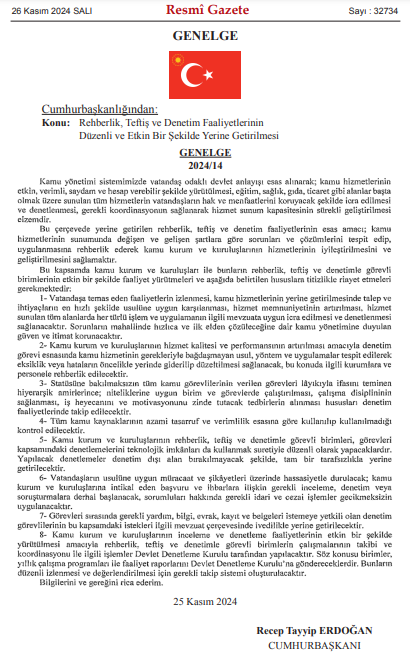 26 Kasım 2024 SALI
Resmî Gazete
Sayı : 32734
GENELGE
Cumhurbaşkanlığından:
Konu: Rehberlik, Teftiş ve Denetim Faaliyetlerinin
Düzenli ve Etkin Bir Şekilde Yerine Getirilmesi
GENELGE
2024/14
Kamu yönetimi sistemimizde vatandaş odaklı devlet anlayışı esas alınarak; kamu hizmetlerinin
etkin, verimli, saydam ve hesap verebilir şekilde yürütülmesi, eğitim, sağlık, gıda, ticaret gibi alanlar başta
olmak üzere sunulan tüm hizmetlerin vatandaşların hak ve menfaatlerini koruyacak şekilde icra edilmesi
ve denetlenmesi, gerekli koordinasyonun sağlanarak hizmet sunum kapasitesinin sürekli geliştirilmesi
elzemdir.
Bu çerçevede yerine getirilen rehberlik, teftiş ve denetim faaliyetlerinin esas amacı; kamu
hizmetlerinin sunumunda değişen ve gelişen şartlara göre sorunları ve çözümlerini tespit edip,
uygulanmasına rehberlik ederek kamu kurum ve kuruluşlarının hizmetlerinin iyileştirilmesini ve
geliştirilmesini sağlamaktır.
Bu kapsamda kamu kurum ve kuruluşları ile bunların rehberlik, teftiş ve denetimle görevli
birimlerinin etkin bir şekilde faaliyet yürütmeleri ve aşağıda belirtilen hususlara titizlikle riayet etmeleri
gerekmektedir:
1- Vatandaşa temas eden faaliyetlerin izlenmesi, kamu hizmetlerinin yerine getirilmesinde talep ve
ihtiyaçların en hızlı şekilde usulüne uygun karşılanması, hizmet memnuniyetinin artırılması, hizmet
sunulan tüm alanlarda her türlü işlem ve uygulamanın ilgili mevzuata uygun icra edilmesi ve denetlenmesi
sağlanacaktır. Sorunların mahallinde hızlıca ve ilk elden çözüleceğine dair kamu yönetimine duyulan
güven ve itimat korunacaktır.
2- Kamu kurum ve kuruluşlarının hizmet kalitesi ve performansının artırılması amacıyla denetim
görevi esnasında kamu hizmetinin gerekleriyle bağdaşmayan usul, yöntem ve uygulamalar tespit edilerek
eksiklik veya hataların öncelikle yerinde giderilip düzeltilmesi sağlanacak, bu konuda ilgili kurumlara ve
personele rehberlik edilecektir.
3- Statüsüne bakılmaksızın tüm kamu görevlilerinin verilen görevleri lâyıkıyla ifasını teminen
hiyerarşik amirlerince; niteliklerine uygun birim ve görevlerde çalıştırılması, çalışma disiplininin
sağlanması, iş heyecanını ve motivasyonunu zinde tutacak tedbirlerin alınması hususları denetim
faaliyetlerinde takip edilecektir.
4- Tüm kamu kaynaklarının azami tasarruf ve verimlilik esasına göre kullanılıp kullanılmadığı
kontrol edilecektir.
5- Kamu kurum ve kuruluşlarının rehberlik, teftiş ve denetimle görevli birimleri, görevleri
kapsamındaki denetlemelerini teknolojik imkânları da kullanmak suretiyle düzenli olarak yapacaklardır.
Yapılacak denetlemeler denetim dışı alan bırakılmayacak şekilde, tam bir tarafsızlıkla yerine
getirilecektir.
6- Vatandaşların usulüne uygun müracaat ve şikâyetleri üzerinde hassasiyetle durulacak; kamu
kurum ve kuruluşlarına intikal eden başvuru ve ihbarlara ilişkin gerekli inceleme, denetim veya
soruşturmalara derhal başlanacak, sorumluları hakkında gerekli idari ve cezai işlemler gecikmeksizin
uygulanacaktır.
7- Görevleri sırasında gerekli yardım, bilgi, evrak, kayıt ve belgeleri istemeye yetkili olan denetim
görevlilerinin bu kapsamdaki istekleri ilgili mevzuat çerçevesinde ivedilikle yerine getirilecektir.
8- Kamu kurum ve kuruluşlarının inceleme ve denetleme faaliyetlerinin etkin bir şekilde
yürütülmesi amacıyla rehberlik, teftiş ve denetimle görevli birimlerin çalışmalarının takibi ve
koordinasyonu ile ilgili işlemler Devlet Denetleme Kurulu tarafından yapılacaktır. Söz konusu birimler,
yıllık çalışma programları ile faaliyet raporlarını Devlet Denetleme Kurulu'na göndereceklerdir. Bunların
düzenli izlenmesi ve değerlendirilmesi için gerekli takip sistemi oluşturulacaktır.
Bilgilerini ve gereğini rica ederim.
25 Kasım 2024
Recep Tayyip ERDOĞAN
CUMHURBAŞKANI